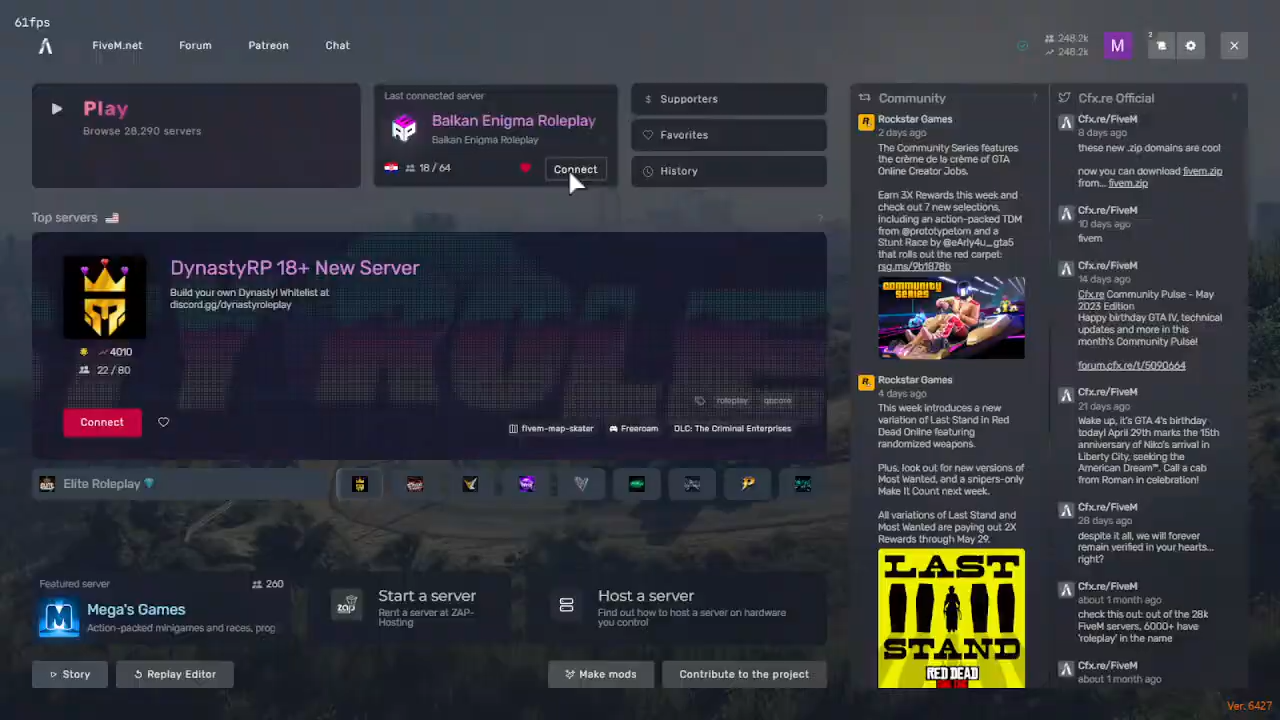 61fps
FiveM.net
Forum
Patreon
Chat
248.2k
248.2k
M
2
Play
Browse 28,290 servers
Last connected server
RP
Balkan Enigma Roleplay
Balkan Enigma Roleplay
18 / 64
Connect
$ Supporters
Favorites
History
Top servers
?
DynastyRP 18+ New Server
Build your own Dynasty! Whitelist at
discord.gg/dynastyroleplay
4010
22 / 80
roleplay
qbcore
Connect
fivem-map-skater
Freeroam
DLC: The Criminal Enterprises
Elite Roleplay
Featured server
260
Mega's Games
Action-packed minigames and races, prog
ZAP
Start a server
Rent a server at ZAP-
Hosting
Host a server
Find out how to host a server on hardware
you control
Story
Replay Editor
Make mods
Contribute to the project
Community
Rockstar Games
2 days ago
The Community Series features
the crème de la crème of GTA
Online Creator Jobs.
Earn 3X Rewards this week and
check out 7 new selections,
including an action-packed TDM
from @prototypetom and a
Stunt Race by @eArly4u_gta5
that rolls out the red carpet:
rsg.ms/9b1878b
COMMUNITY
SERIES
Rockstar Games
4 days ago
This week introduces a new
variation of Last Stand in Red
Dead Online featuring
randomized weapons.
Plus, look out for new versions of
Most Wanted, and a snipers-only
Make It Count next week.
All variations of Last Stand and
Most Wanted are paying out 2X
Rewards through May 29.
LAST
STAND
RED DEAD
Cfx.re Official
Cfx.re/FiveM
8 days ago
these new .zip domains are cool
now you can download fivem.zip
from... fivem.zip
Cfx.re/FiveM
10 days ago
fivem
Cfx.re/FiveM
14 days ago
Cfx.re Community Pulse - May
2023 Edition
Happy birthday GTA IV, technical
updates and more in this
month's Community Pulse!
forum.cfx.re/t/5090664
Cfx.re/FiveM
21 days ago
Wake up, it's GTA 4's birthday
today! April 29th marks the 15th
anniversary of Niko's arrival in
Liberty City, seeking the
American Dream™. Call a cab
from Roman in celebration!
Cfx.re/FiveM
28 days ago
despite it all, we will forever
remain verified in your hearts...
right?
Cfx.re/FiveM
about 1 month ago
check this out: out of the 28k
FiveM servers, 6000+ have
'roleplay' in the name
Cfx.re/FiveM
about 1 month ago
Ver. 6427